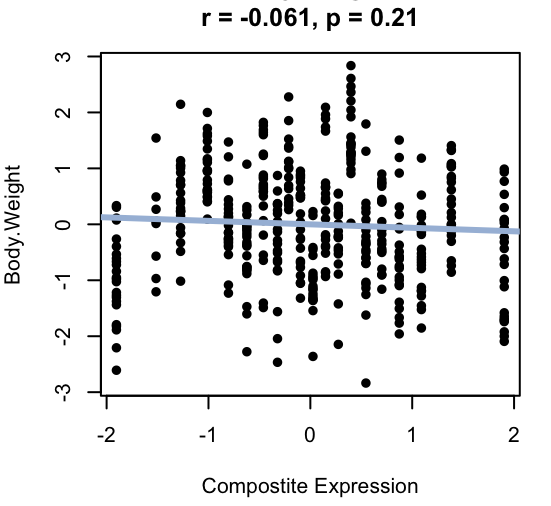 r = -0.061, p = 0.21
3
2
1
0
-1
-2
-3
Body.Weight
-2 -1 0 1 2
Compostite Expression